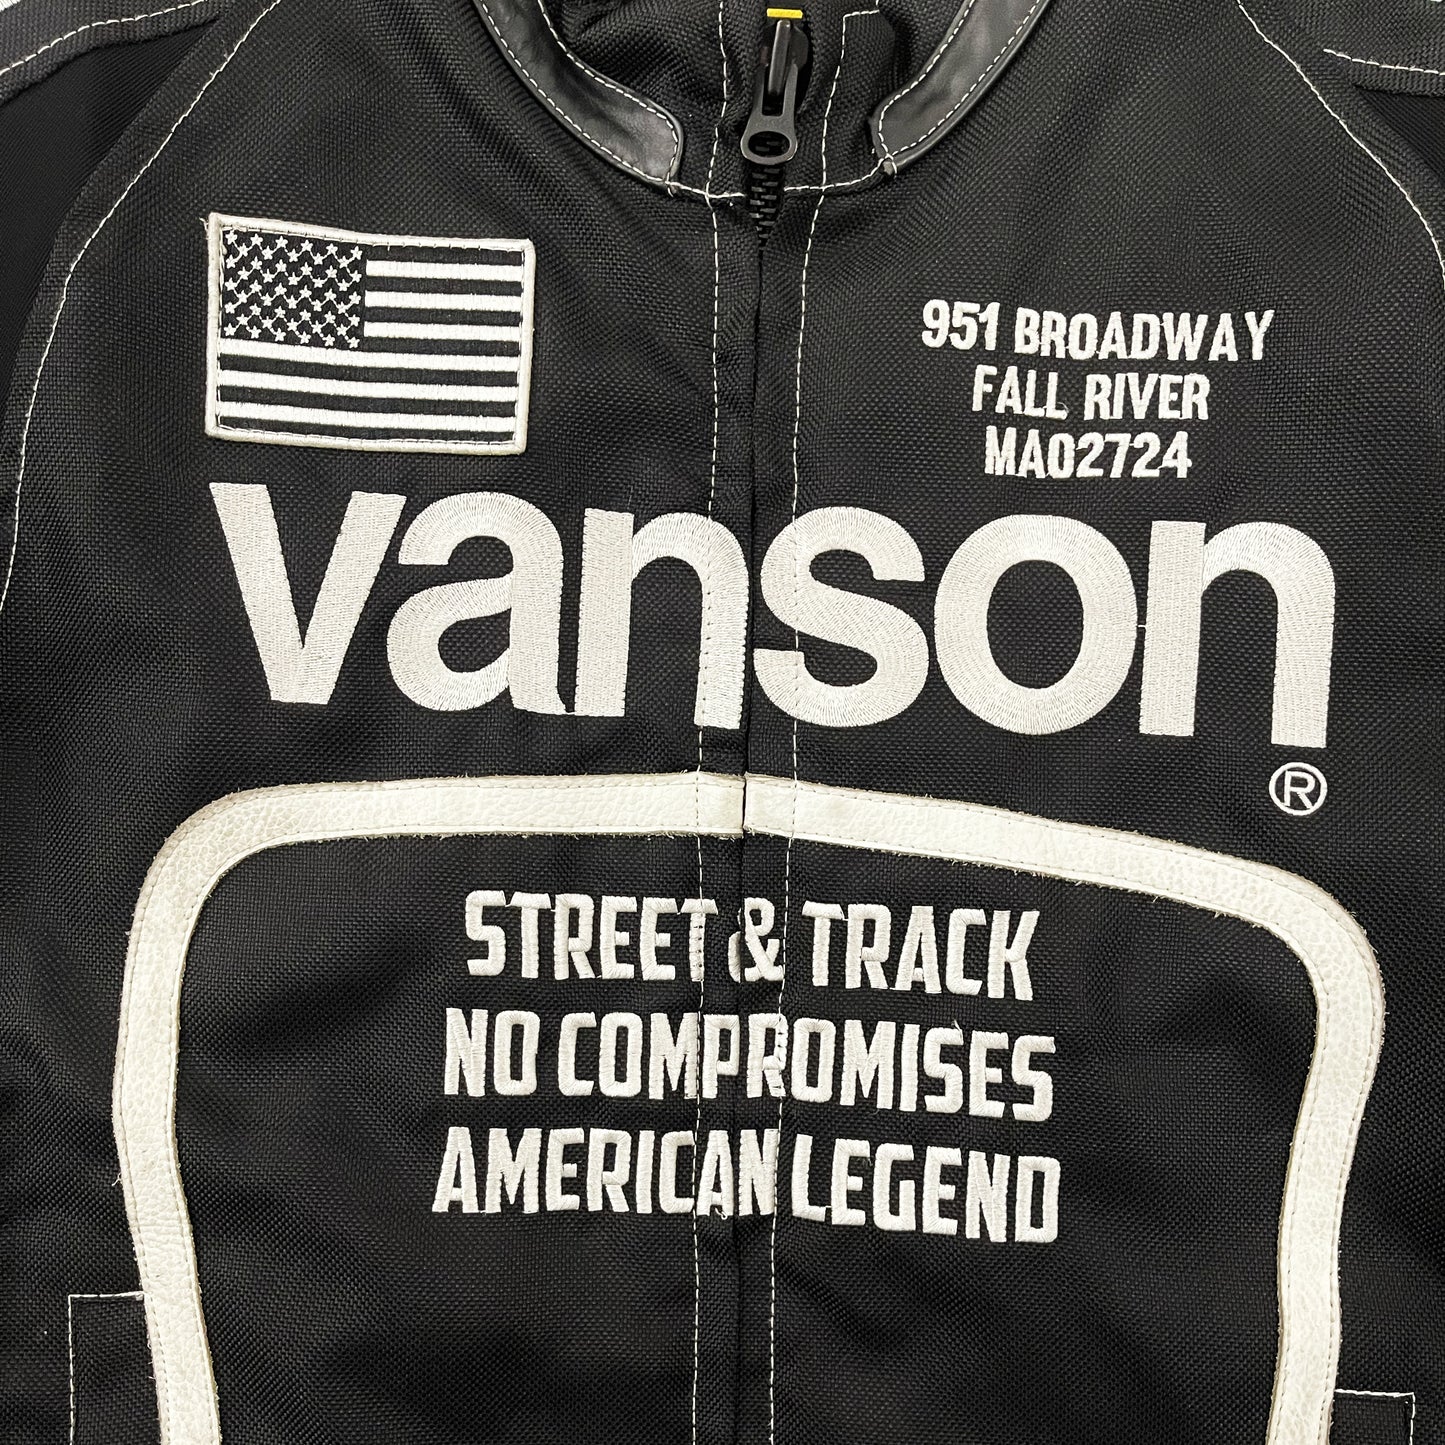 951 BROADWAY
FALL RIVER
MA02724
vanson
®
STREET & TRACK
NO COMPROMISES
AMERICAN LEGEND